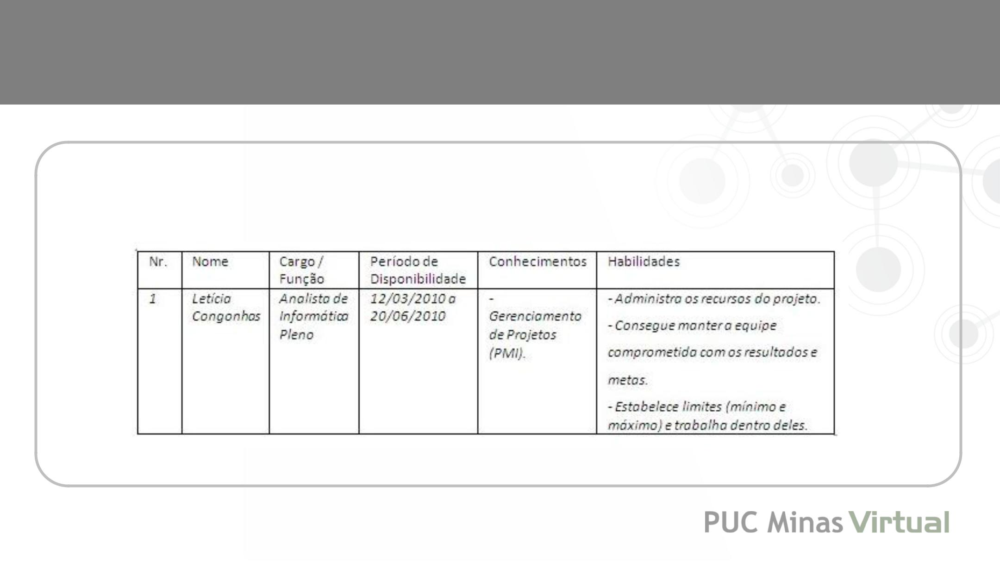 Nr.
Nome
Cargo /
Função
Período de
Disponibilidade
Conhecimentos
Habilidades
1
Letícia
Congonhas
Analista de
Informática
Pleno
12/03/2010 a
20/06/2010
-
Gerenciamento
de Projetos
(PMI).
- Administra os recursos do projeto.
- Consegue manter a equipe
comprometida com os resultados e
metas.
- Estabelece limites (mínimo e
máximo) e trabalha dentro deles.
PUC Minas Virtual